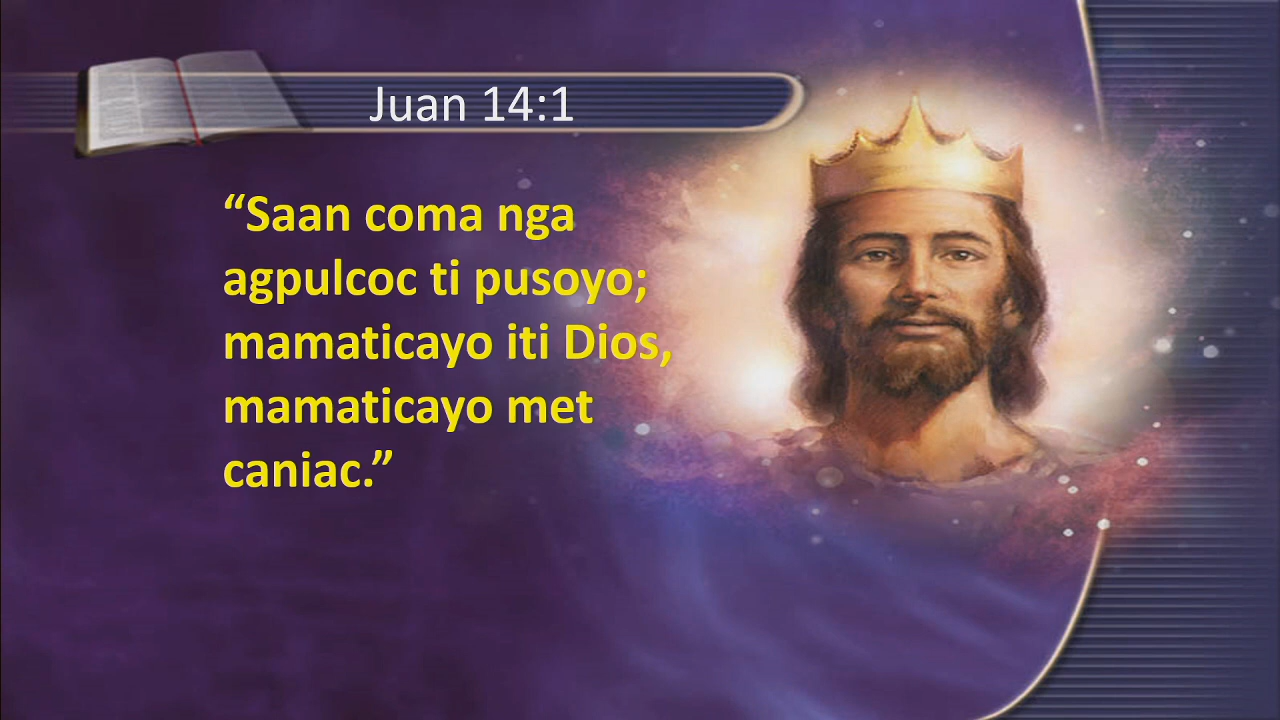 Juan 14:1
“Saan coma nga
agpulcoc ti pusoyo;
mamaticayo iti Dios,
mamaticayo met
caniac.”